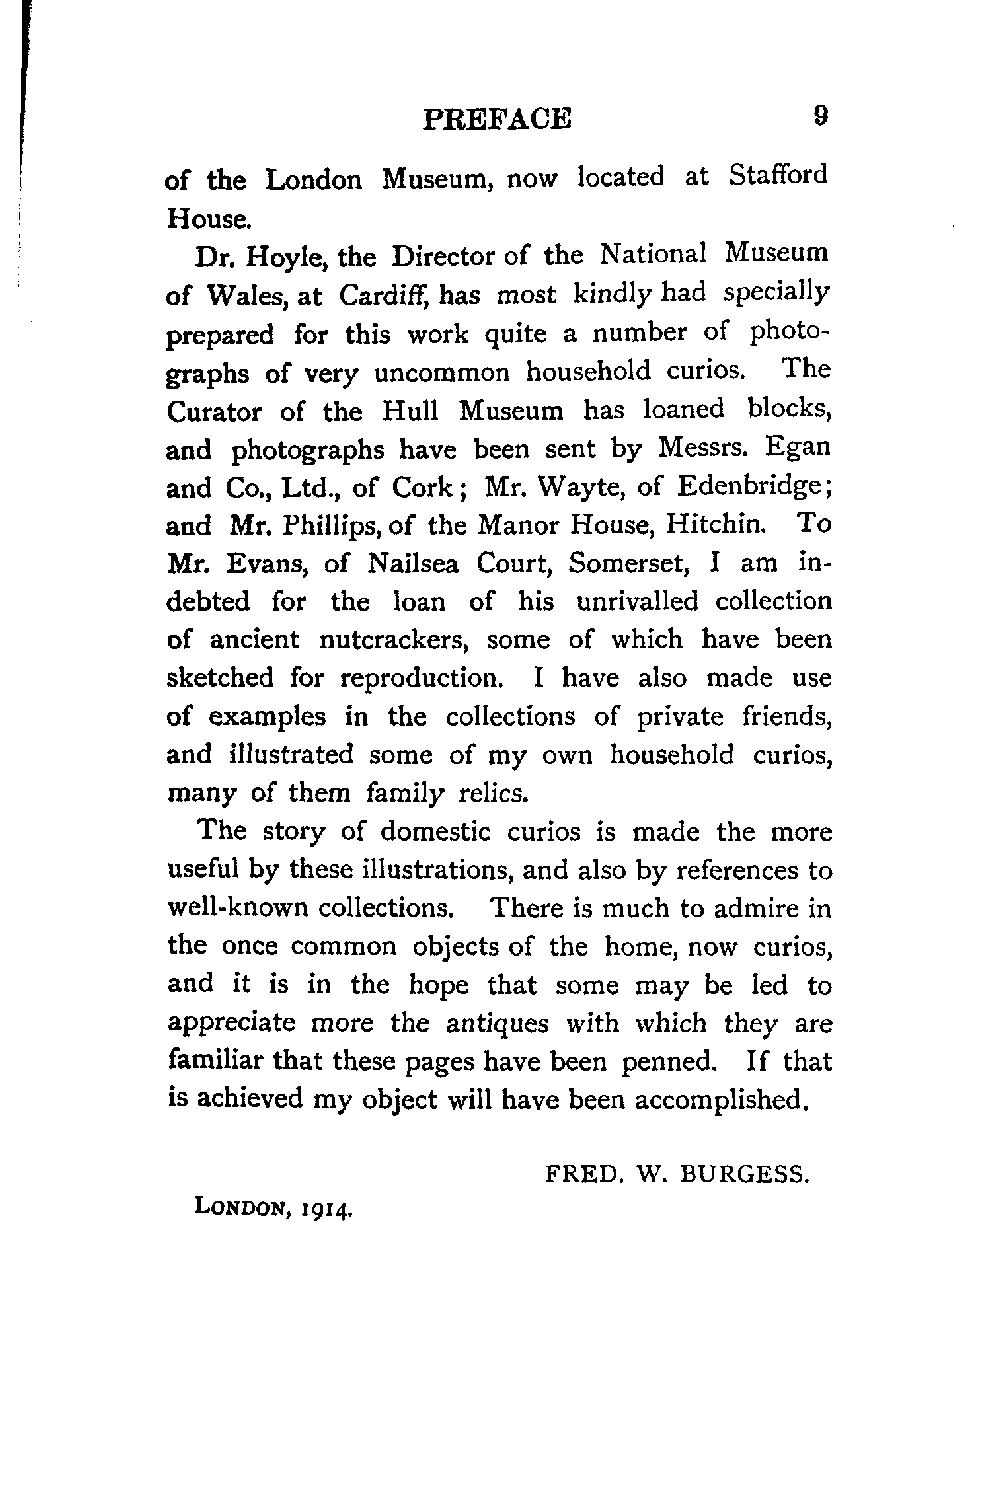 PREFACE 9
of the London Museum, now located at Stafford
House.
Dr. Hoyle, the Director of the National Museum
of Wales, at Cardiff, has most kindly had specially
prepared for this work quite a number of photo-
graphs of very uncommon household curios. The
Curator of the Hull Museum has loaned blocks,
and photographs have been sent by Messrs. Egan
and Co., Ltd., of Cork; Mr. Wayte, of Edenbridge;
and Mr. Phillips, of the Manor House, Hitchin. To
Mr. Evans, of Nailsea Court, Somerset, I am in-
debted for the loan of his unrivalled collection
of ancient nutcrackers, some of which have been
sketched for reproduction. I have also made use
of examples in the collections of private friends,
and illustrated some of my own household curios,
many of them family relics.
The story of domestic curios is made the more
useful by these illustrations, and also by references to
well-known collections. There is much to admire in
the once common objects of the home, now curios,
and it is in the hope that some may be led to
appreciate more the antiques with which they are
familiar that these pages have been penned. If that
is achieved my object will have been accomplished.
FRED. W. BURGESS.
LONDON, 1914.